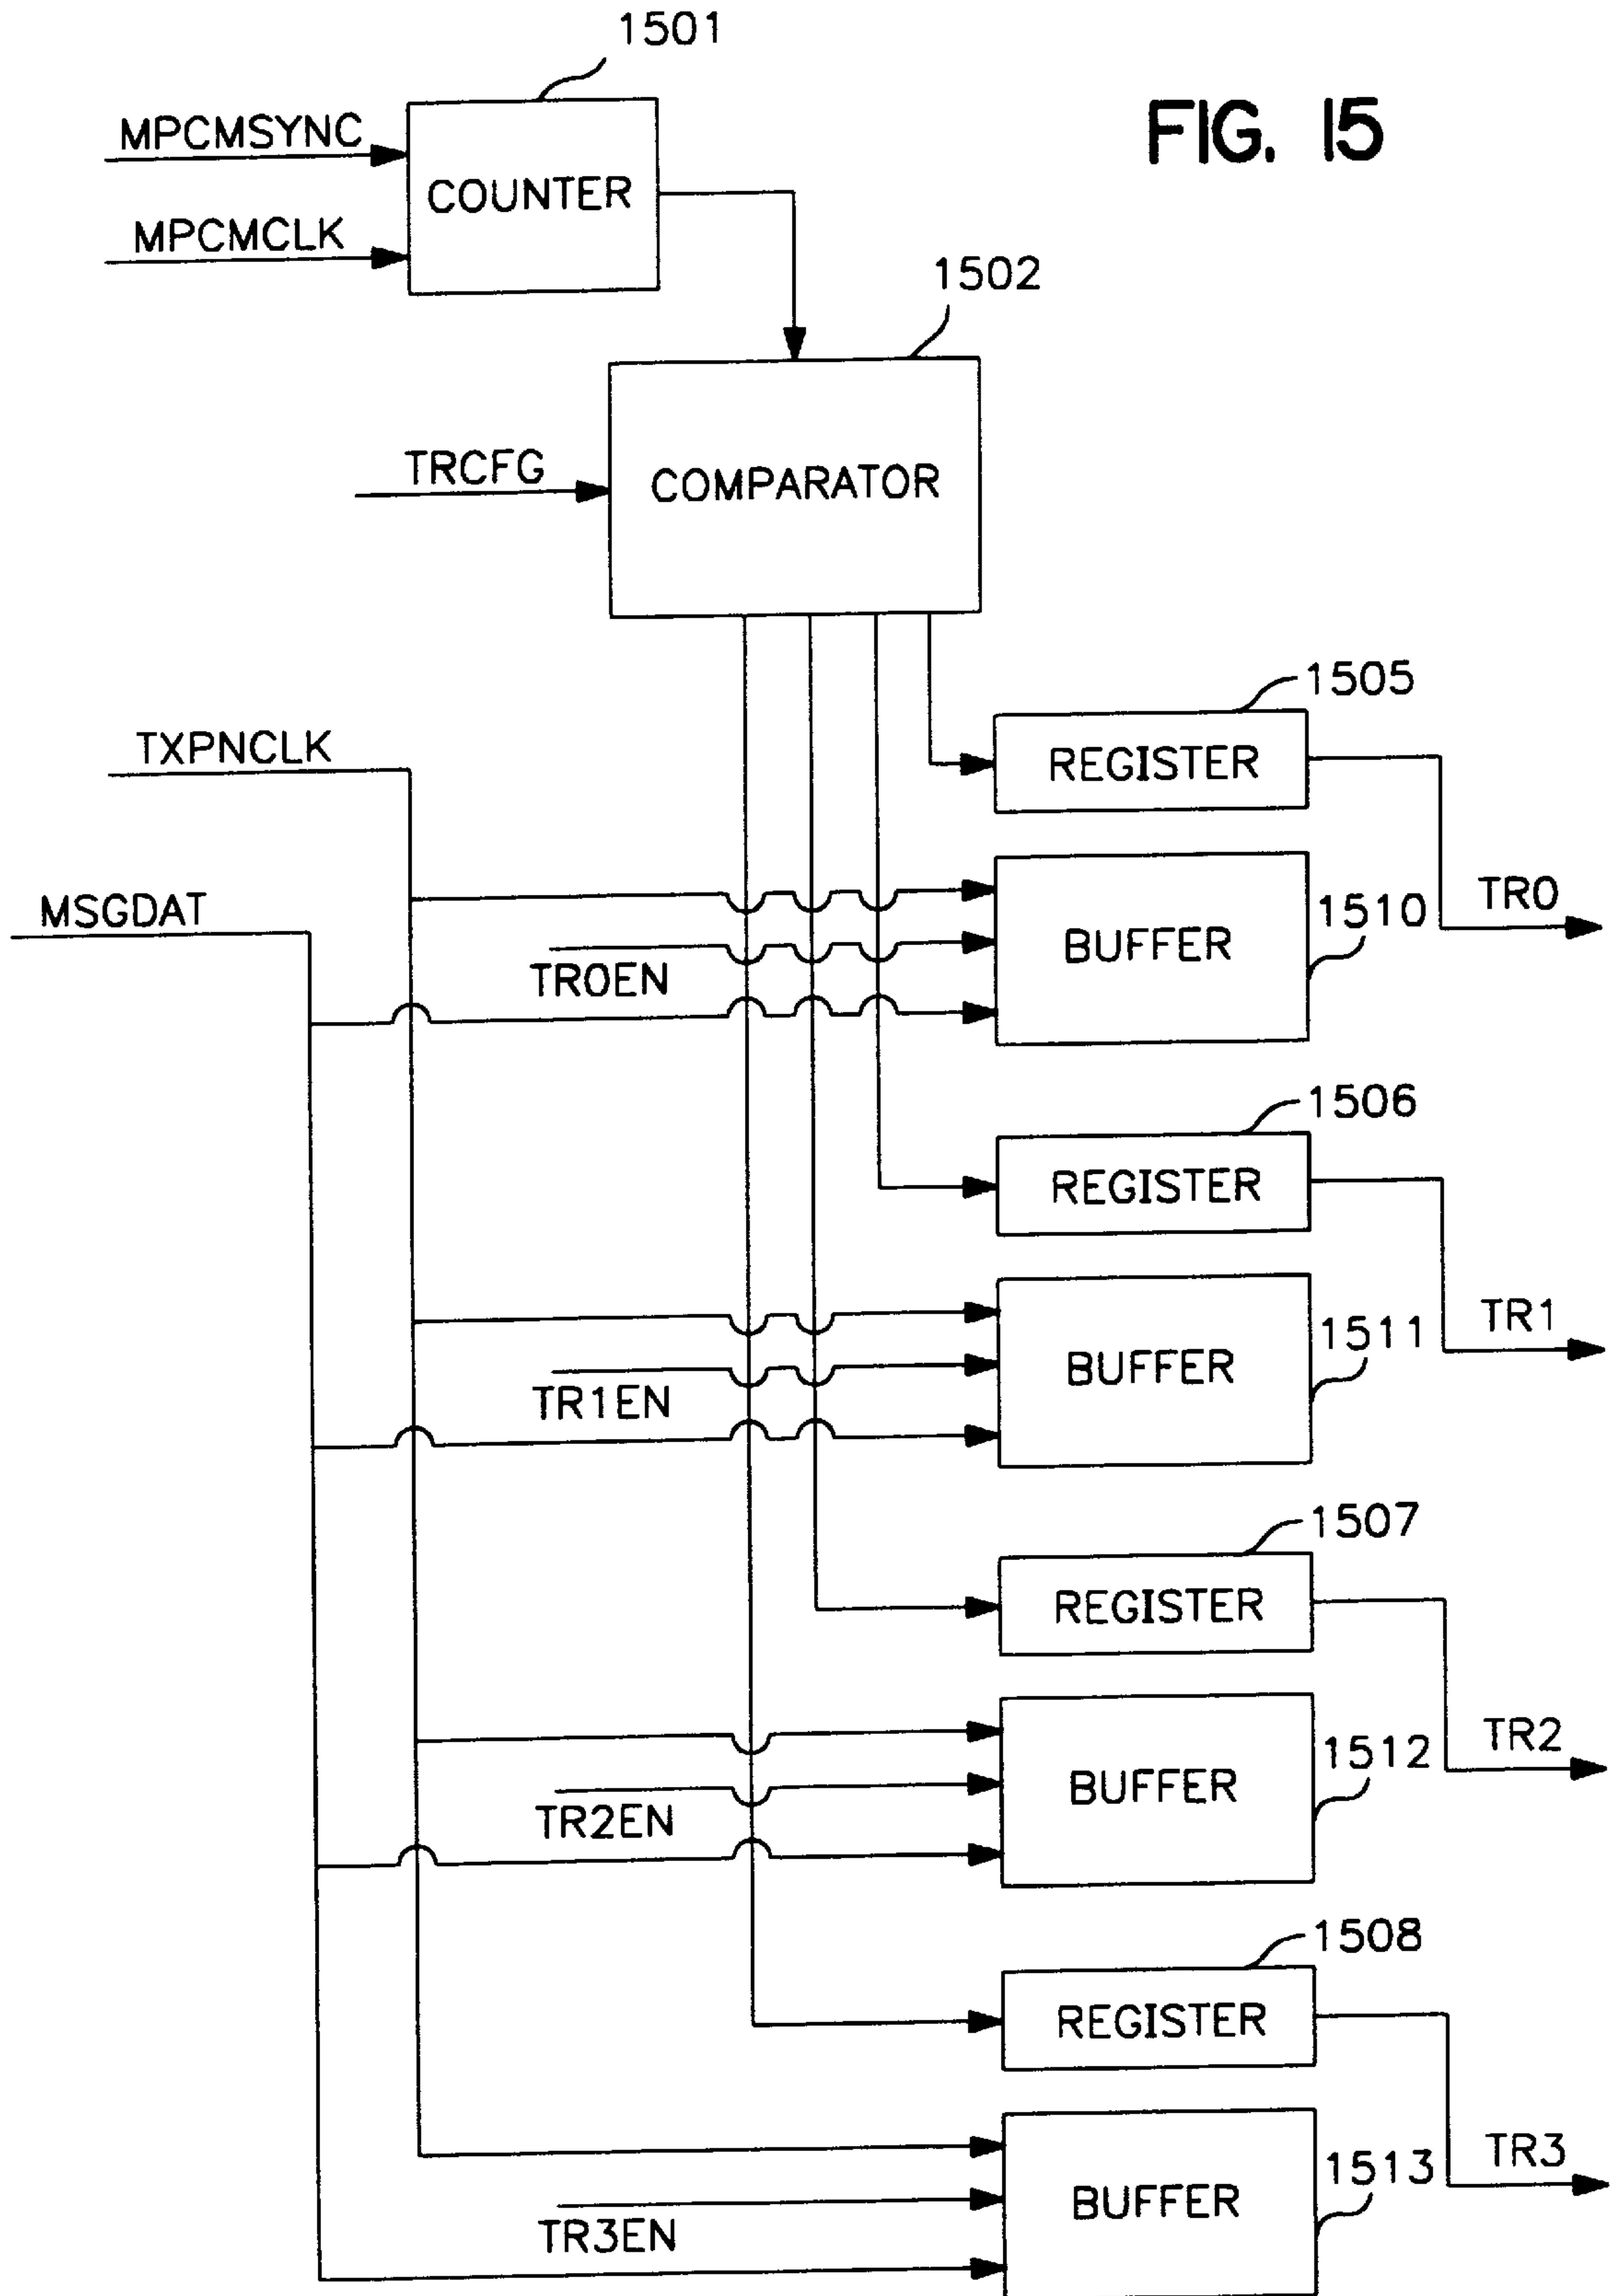 1501
FIG. 15
MPCMSYNC
COUNTER
MPCMCLK
1502
TRCFG
COMPARATOR
1505
TXPNCLK
REGISTER
MSGDAT
TR0
1510
BUFFER
TR0EN
1506
REGISTER
TR1
1511
BUFFER
TR1EN
1507
REGISTER
TR2
1512
BUFFER
TR2EN
1508
REGISTER
TR3
1513
BUFFER
TR3EN